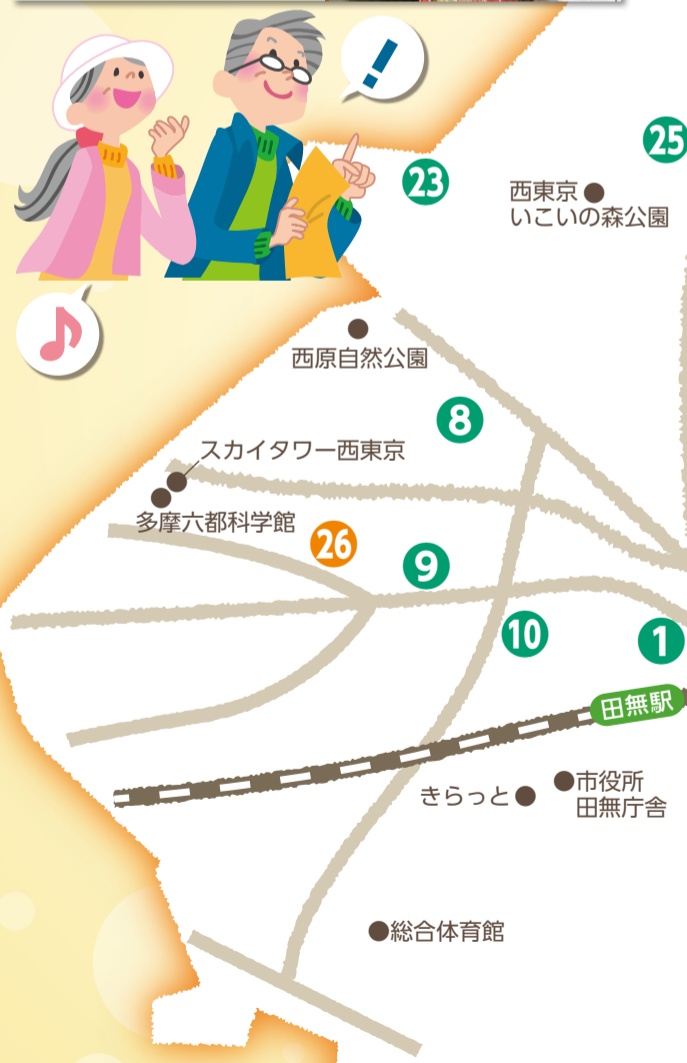 !
25
23
西東京
いこいの森公園
♪
西原自然公園
8
スカイタワー西東京
多摩六都科学館
26
9
10
1
田無駅
きらっと
市役所
田無庁舎
総合体育館